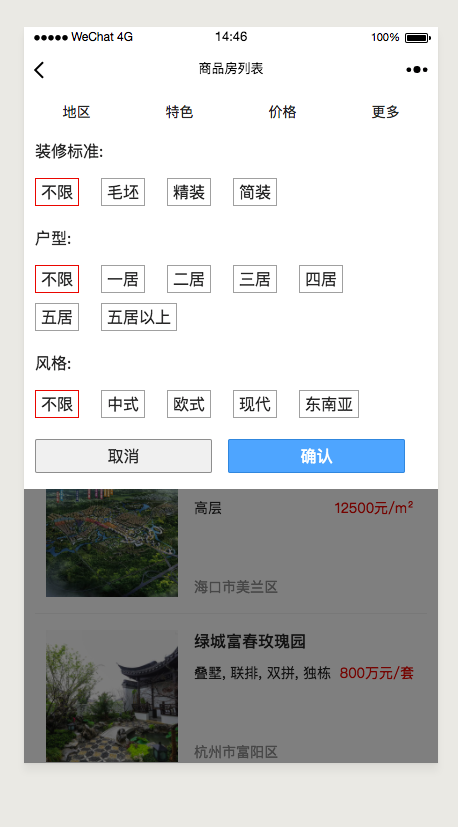 WeChat 4G 14:46 100%
商品房列表
地区 特色 价格 更多
装修标准:
不限 毛坯 精装 简装
户型:
不限 一居 二居 三居 四居
五居 五居以上
风格:
不限 中式 欧式 现代 东南亚
取消 确认
高层 12500元/m²
海口市美兰区
绿城富春玫瑰园
叠墅, 联排, 双拼, 独栋 800万元/套
杭州市富阳区